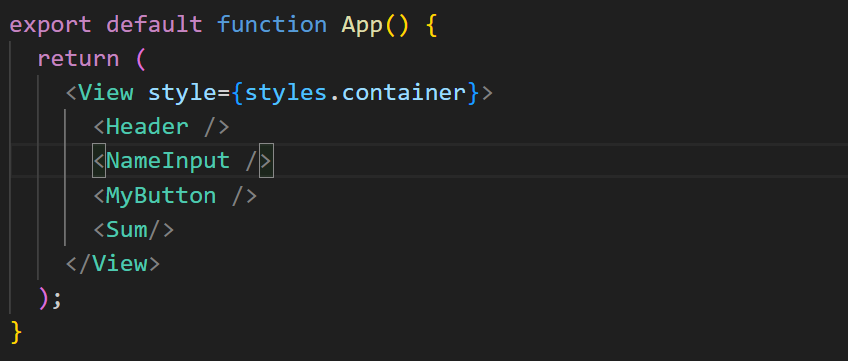 export default function App() {
  return (
    <View style={styles.container}>
      <Header />
      <NameInput />
      <MyButton />
      <Sum/>
    </View>
  );
}